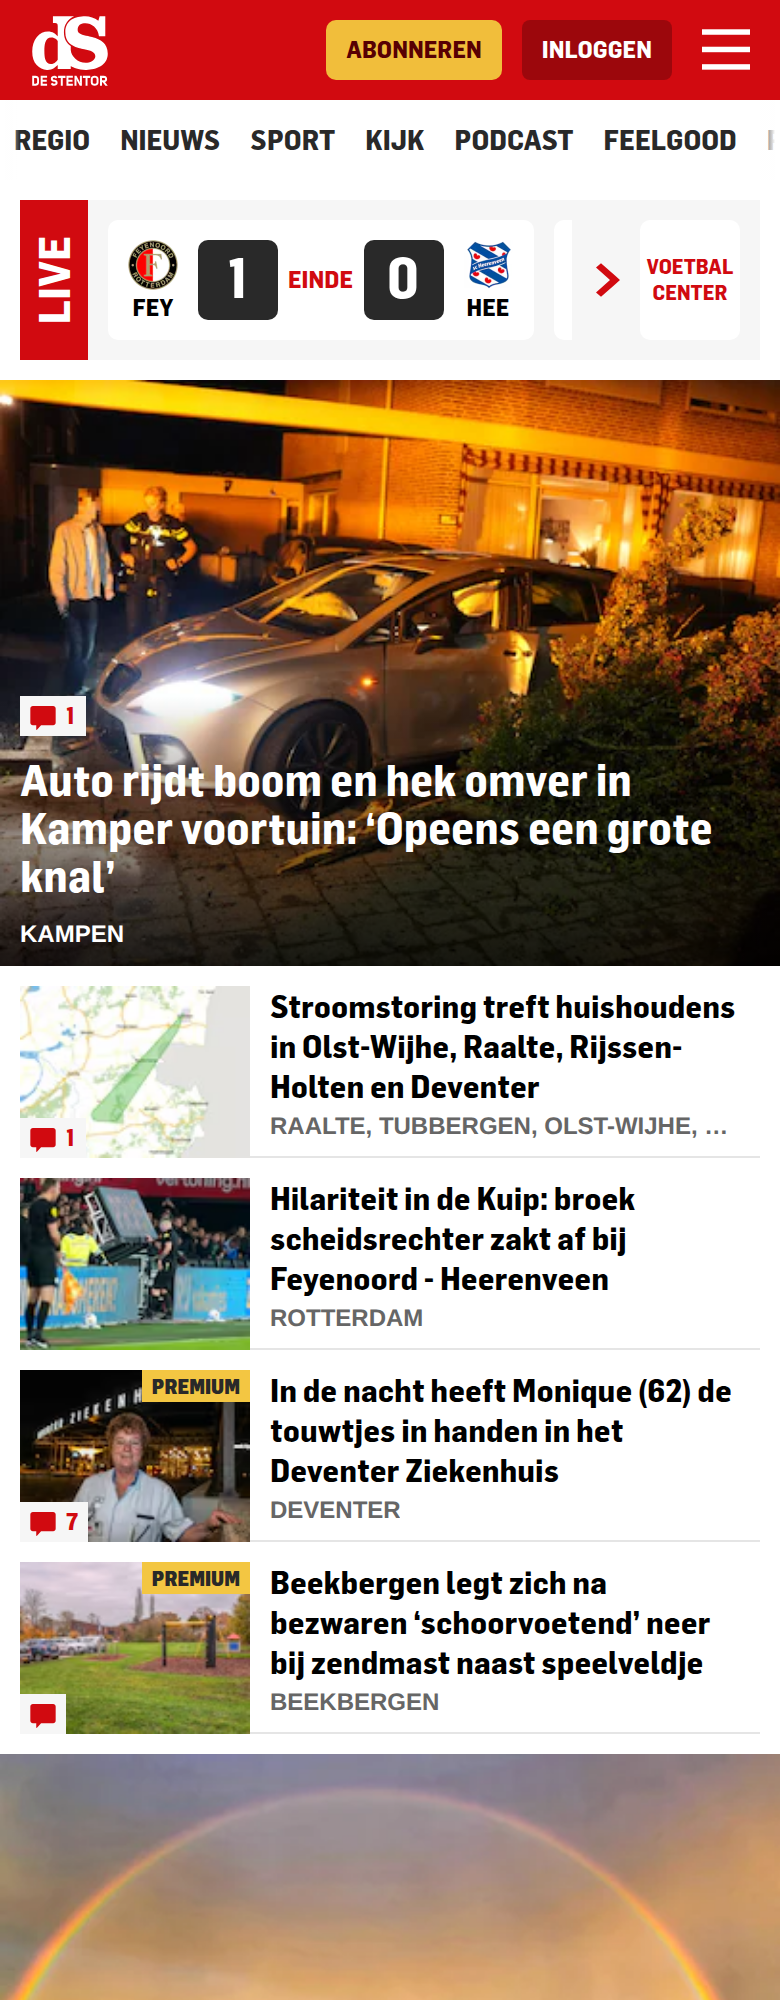 dS
DE STENTOR
ABONNEREN
INLOGGEN
REGIO NIEUWS SPORT KIJK PODCAST FEELGOOD
LIVE
FEYENOORD
ROTTERDAM
FEY
1
EINDE
0
HEE
VOETBAL
CENTER
1
Auto rijdt boom en hek omver in
Kamper voortuin: ‘Opeens een grote
knal’
KAMPEN
1
Stroomstoring treft huishoudens
in Olst-Wijhe, Raalte, Rijssen-
Holten en Deventer
RAALTE, TUBBERGEN, OLST-WIJHE, …
Hilariteit in de Kuip: broek
scheidsrechter zakt af bij
Feyenoord - Heerenveen
ROTTERDAM
PREMIUM
7
In de nacht heeft Monique (62) de
touwtjes in handen in het
Deventer Ziekenhuis
DEVENTER
PREMIUM
Beekbergen legt zich na
bezwaren ‘schoorvoetend’ neer
bij zendmast naast speelveldje
BEEKBERGEN